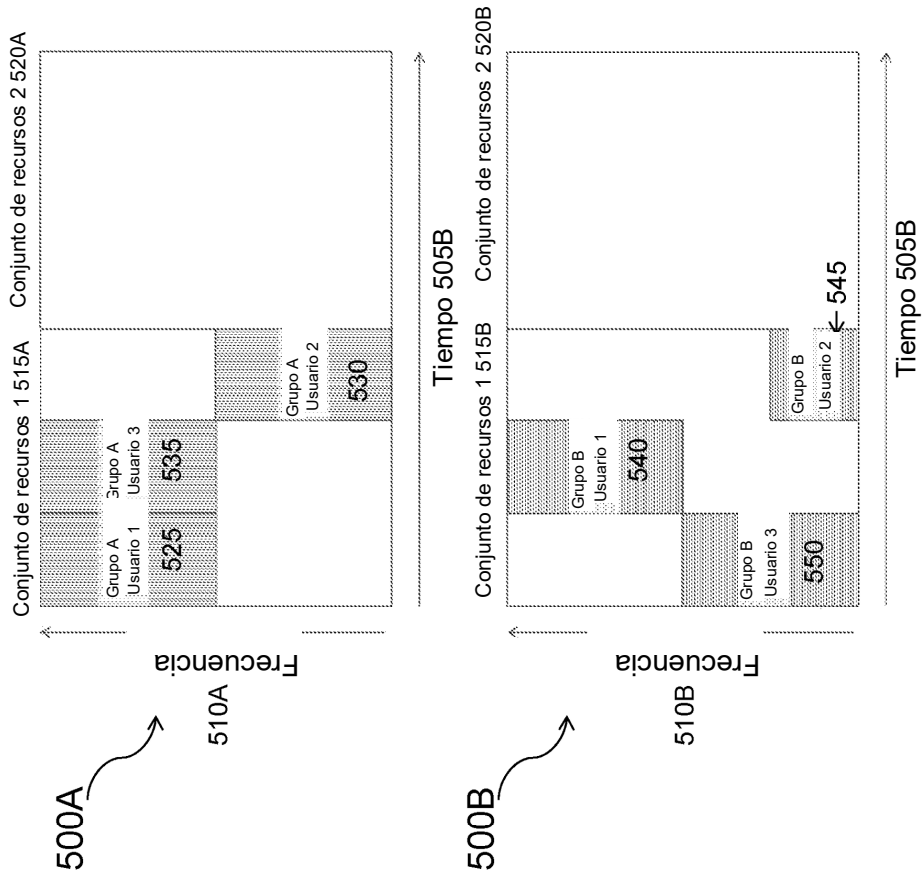 500A
510A
Frecuencia
Conjunto de recursos 1 515A
Conjunto de recursos 2 520A
Grupo A
Usuario 1
525
Grupo A
Usuario 3
535
Grupo A
Usuario 2
530
Tiempo 505B
500B
510B
Frecuencia
Conjunto de recursos 1 515B
Conjunto de recursos 2 520B
Grupo B
Usuario 3
550
Grupo B
Usuario 1
540
Grupo B
Usuario 2
545
Tiempo 505B